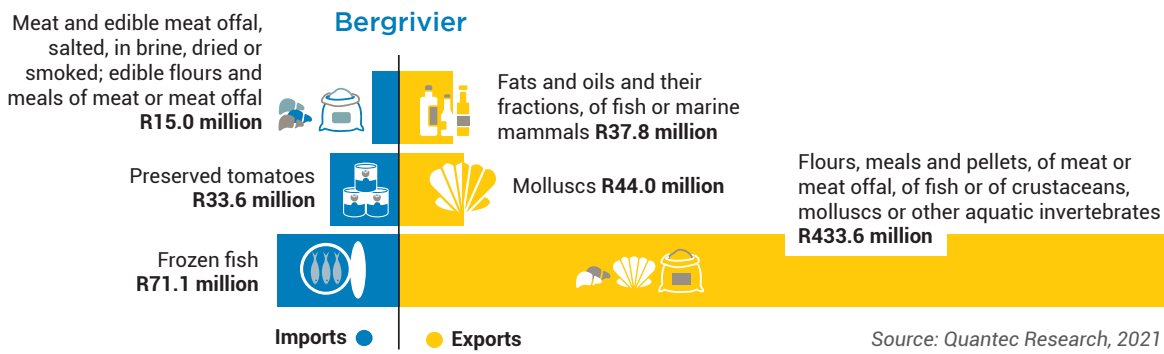 Bergrivier
Meat and edible meat offal,
salted, in brine, dried or
smoked; edible flours and
meals of meat or meat offal
R15.0 million
Fats and oils and their
fractions, of fish or marine
mammals R37.8 million
Preserved tomatoes
R33.6 million
Molluscs R44.0 million
Flours, meals and pellets, of meat or
meat offal, of fish or of crustaceans,
molluscs or other aquatic invertebrates
R433.6 million
Frozen fish
R71.1 million
Imports
Exports
Source: Quantec Research, 2021